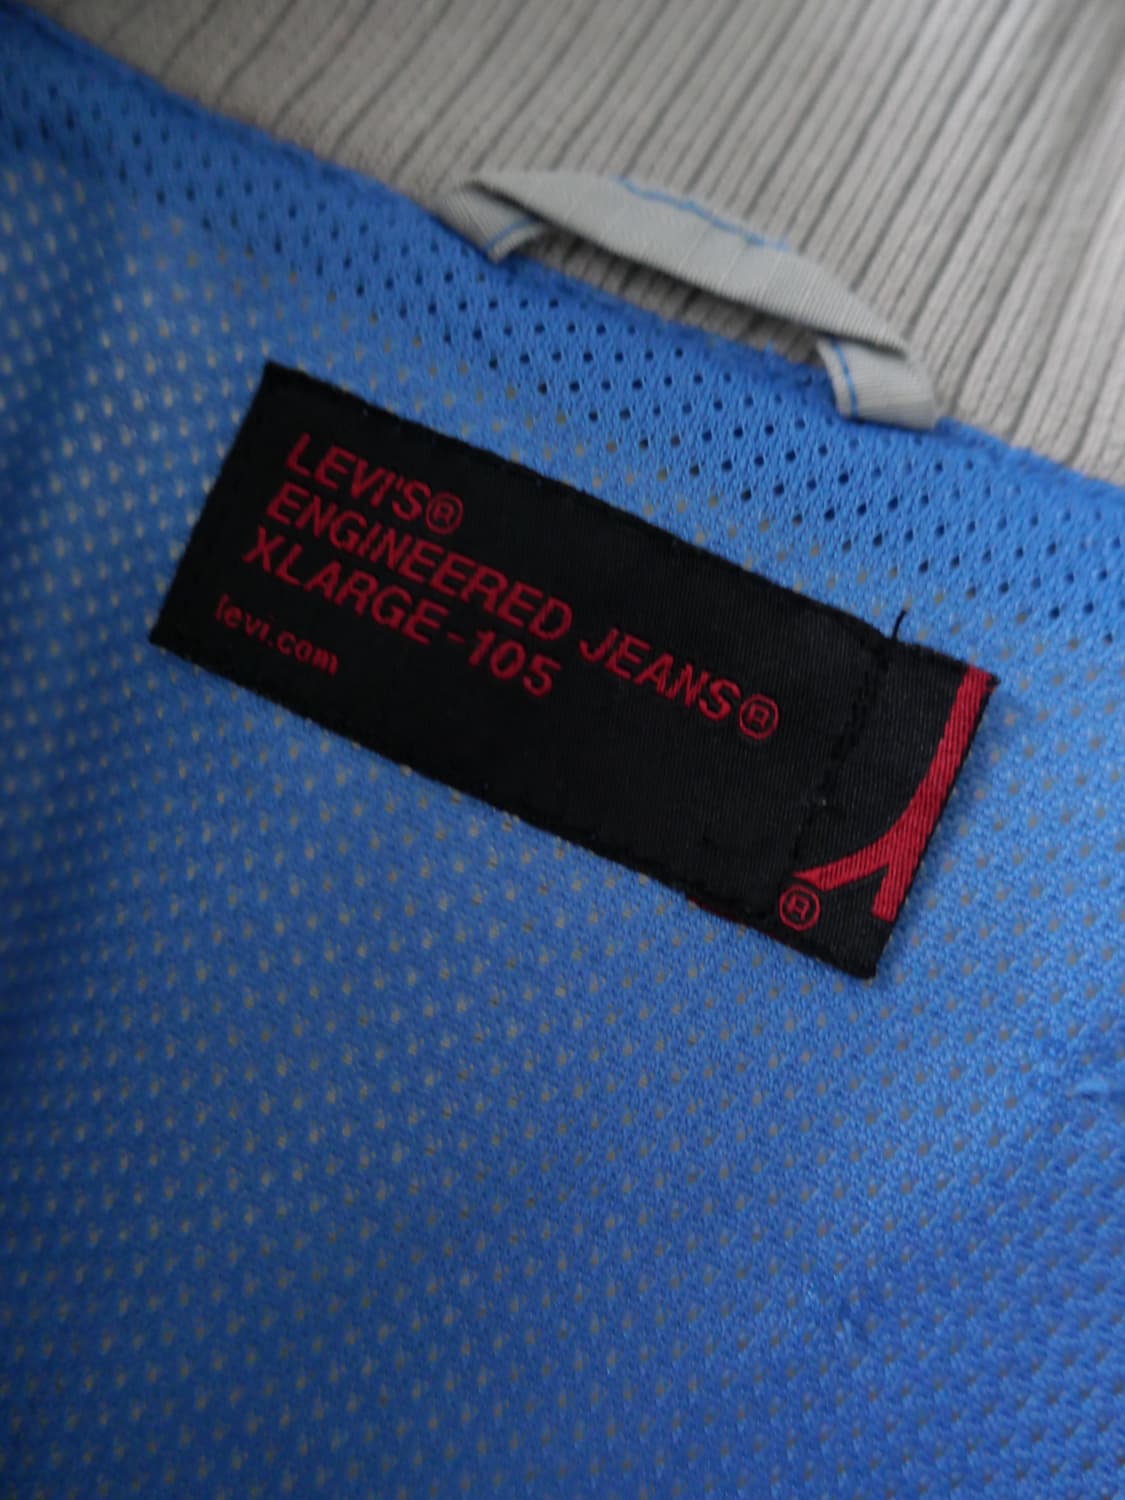 LEVI'S®
ENGINEERED JEANS®
XLARGE-105
levi.com
®